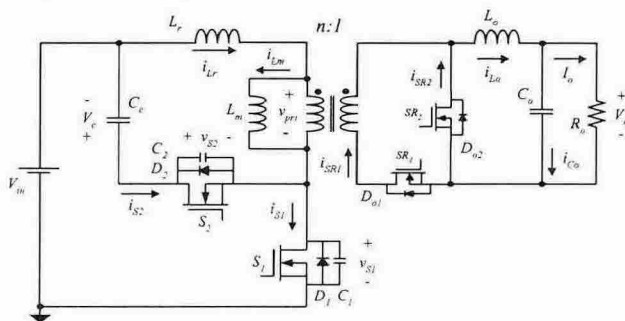 L_r
n:1
L_o
i_Lr
i_Lm
i_SR2
i_Lo
I_o
-
V_c
+
C_c
L_m
+
v_pri
-
SR_2
C_o
R_o
+
-
+ v_S2 -
C_2
D_2
D_o2
i_SR1
SR_1
V_in
i_S2
S_2
i_S1
D_o1
i_Co
S_1
D_1
C_1
+
v_S1
-